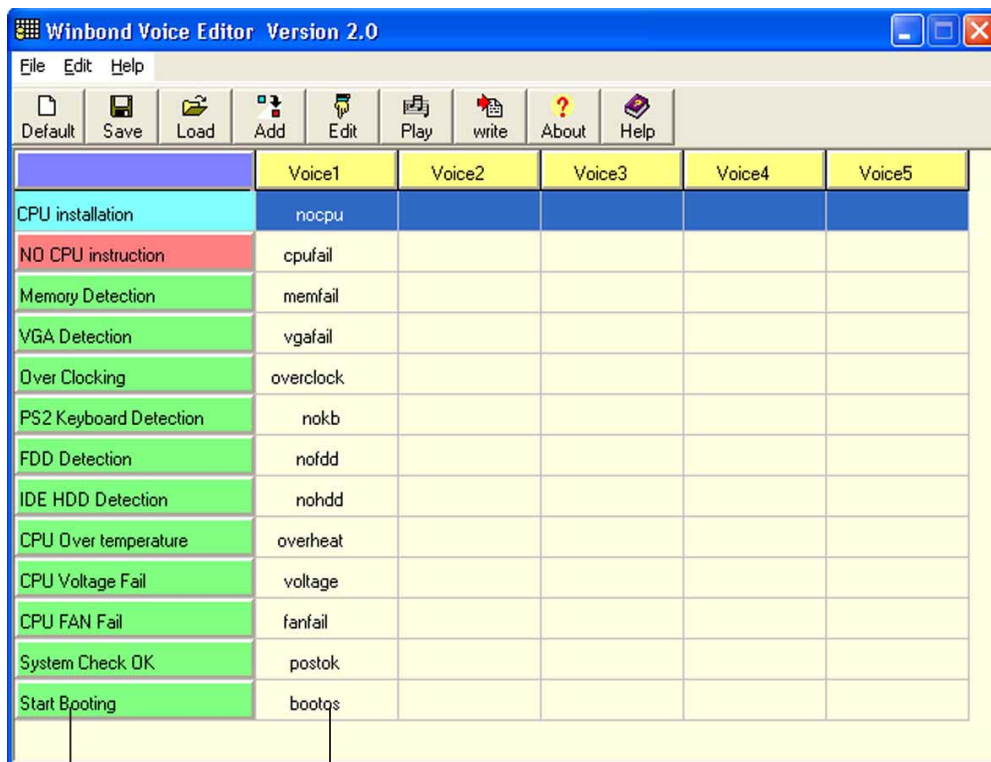 Winbond Voice Editor Version 2.0
File Edit Help
Default Save Load Add Edit Play write About Help
Voice1 Voice2 Voice3 Voice4 Voice5
CPU installation nocpu
NO CPU instruction cpufail
Memory Detection memfail
VGA Detection vgafail
Over Clocking overclock
PS2 Keyboard Detection nokb
FDD Detection nofdd
IDE HDD Detection nohdd
CPU Over temperature overheat
CPU Voltage Fail voltage
CPU FAN Fail fanfail
System Check OK postok
Start Booting bootos